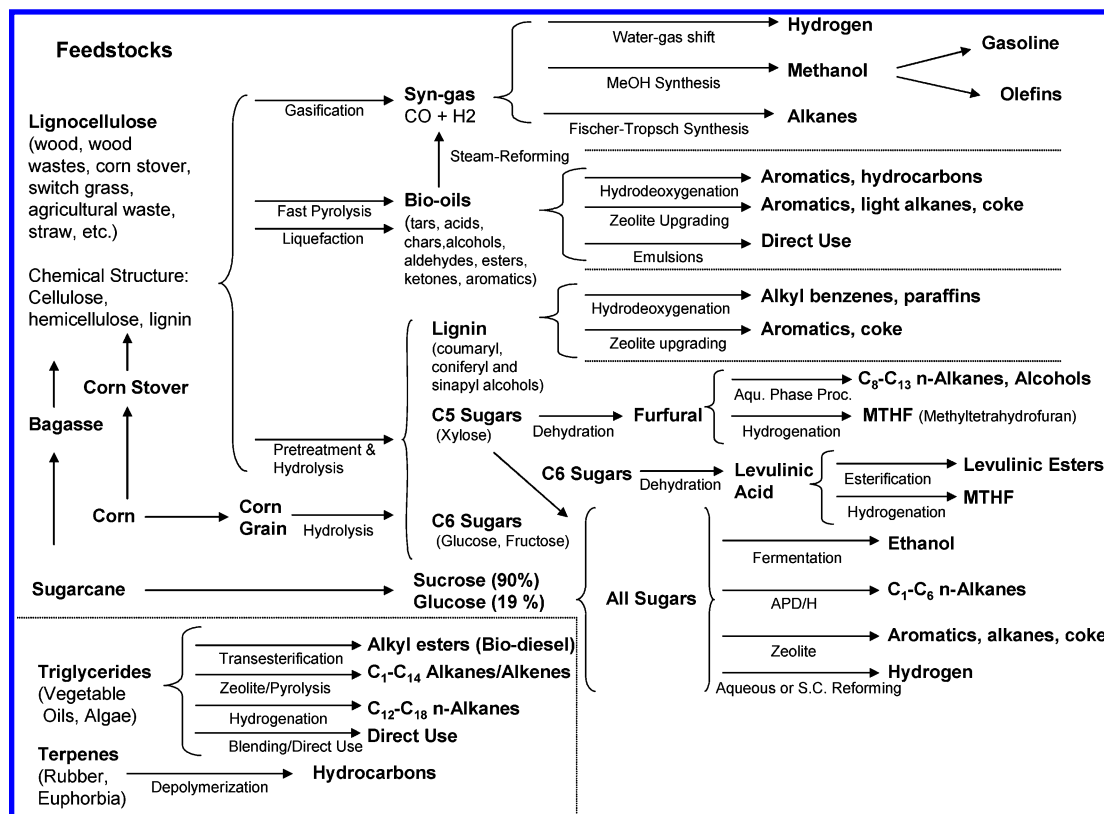 Feedstocks
Lignocellulose
(wood, wood
wastes, corn stover,
switch grass,
agricultural waste,
straw, etc.)
Chemical Structure:
Cellulose,
hemicellulose, lignin
Corn Stover
Bagasse
Corn
Corn
Grain
Sugarcane
Gasification
Syn-gas
CO + H2
Steam-Reforming
Fast Pyrolysis
Liquefaction
Bio-oils
(tars, acids,
chars,alcohols,
aldehydes, esters,
ketones, aromatics)
Pretreatment &
Hydrolysis
Hydrolysis
Water-gas shift
Hydrogen
MeOH Synthesis
Methanol
Gasoline
Olefins
Fischer-Tropsch Synthesis
Alkanes
Hydrodeoxygenation
Aromatics, hydrocarbons
Zeolite Upgrading
Aromatics, light alkanes, coke
Emulsions
Direct Use
Lignin
(coumaryl,
coniferyl and
sinapyl alcohols)
Hydrodeoxygenation
Alkyl benzenes, paraffins
Zeolite upgrading
Aromatics, coke
C5 Sugars
(Xylose)
Dehydration
Furfural
Aqu. Phase Proc.
C8-C13 n-Alkanes, Alcohols
Hydrogenation
MTHF (Methyltetrahydrofuran)
C6 Sugars
Dehydration
Levulinic
Acid
Esterification
Levulinic Esters
Hydrogenation
MTHF
C6 Sugars
(Glucose, Fructose)
Sucrose (90%)
Glucose (19 %)
All Sugars
Fermentation
Ethanol
APD/H
C1-C6 n-Alkanes
Zeolite
Aromatics, alkanes, coke
Aqueous or S.C. Reforming
Hydrogen
Triglycerides
(Vegetable
Oils, Algae)
Transesterification
Alkyl esters (Bio-diesel)
Zeolite/Pyrolysis
C1-C14 Alkanes/Alkenes
Hydrogenation
C12-C18 n-Alkanes
Blending/Direct Use
Direct Use
Terpenes
(Rubber,
Euphorbia)
Depolymerization
Hydrocarbons